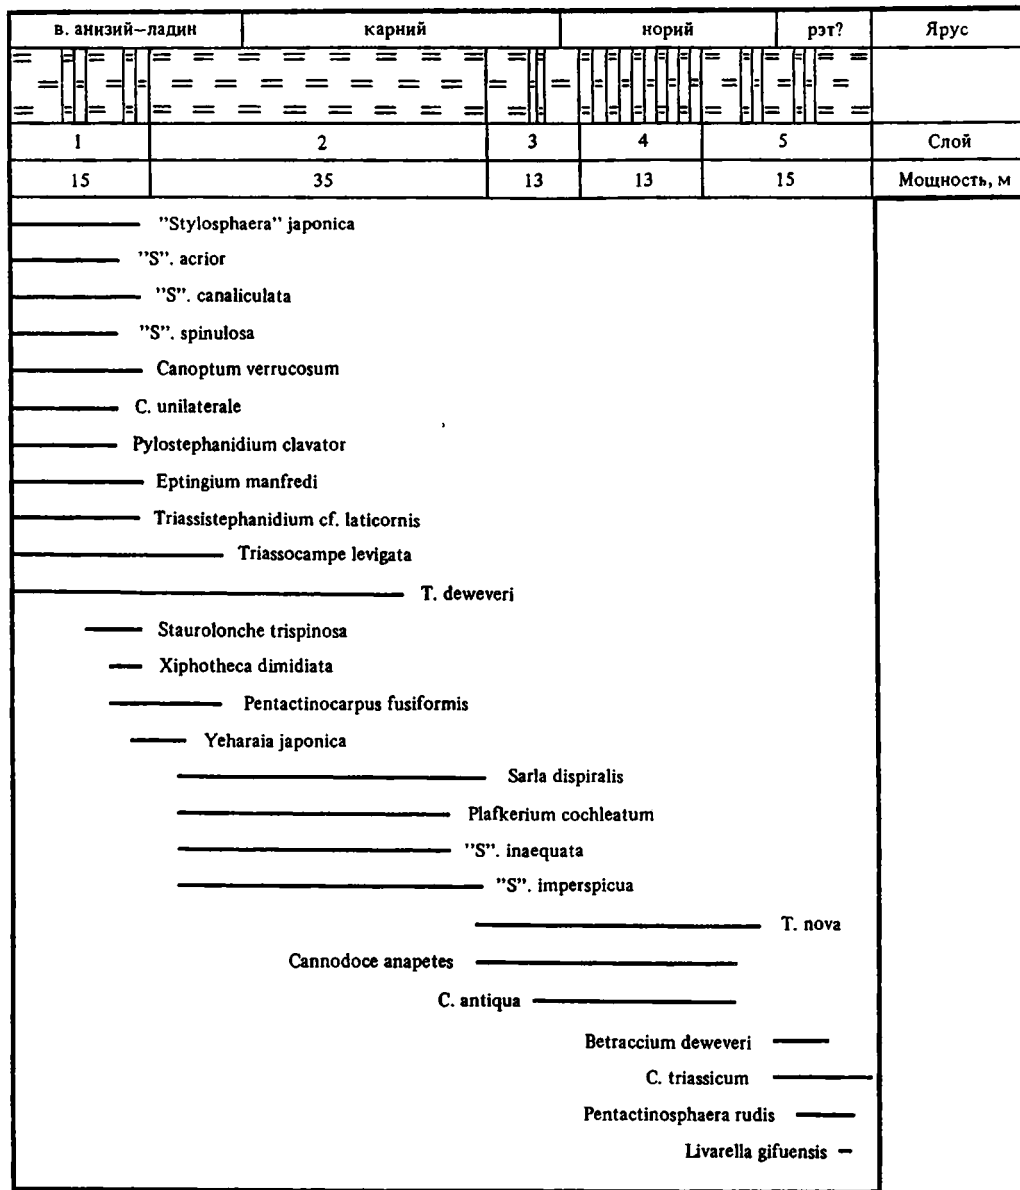 в. анизий–ладин карний норий рэт? Ярус
1 2 3 4 5 Слой
15 35 13 13 15 Мощность, м
"Stylosphaera" japonica
"S". acrior
"S". canaliculata
"S". spinulosa
Canoptum verrucosum
C. unilaterale
Pylostephanidium clavator
Eptingium manfredi
Triassistephanidium cf. laticornis
Triassocampe levigata
T. deweveri
Staurolonche trispinosa
Xiphotheca dimidiata
Pentactinocarpus fusiformis
Yeharaia japonica
Sarla dispiralis
Plafkerium cochleatum
"S". inaequata
"S". imperspicua
T. nova
Cannodoce anapetes
C. antiqua
Betraccium deweveri
C. triassicum
Pentactinosphaera rudis
Livarella gifuensis